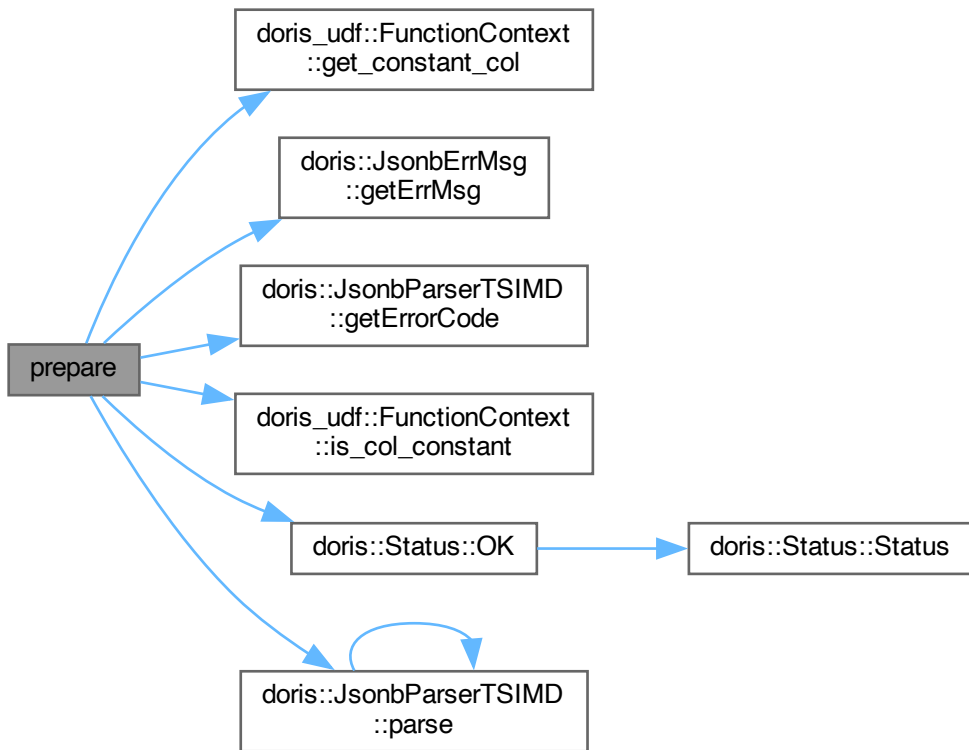 doris_udf::FunctionContext
::get_constant_col
doris::JsonbErrMsg
::getErrMsg
doris::JsonbParserTSIMD
::getErrorCode
prepare
doris_udf::FunctionContext
::is_col_constant
doris::Status::OK
doris::Status::Status
doris::JsonbParserTSIMD
::parse